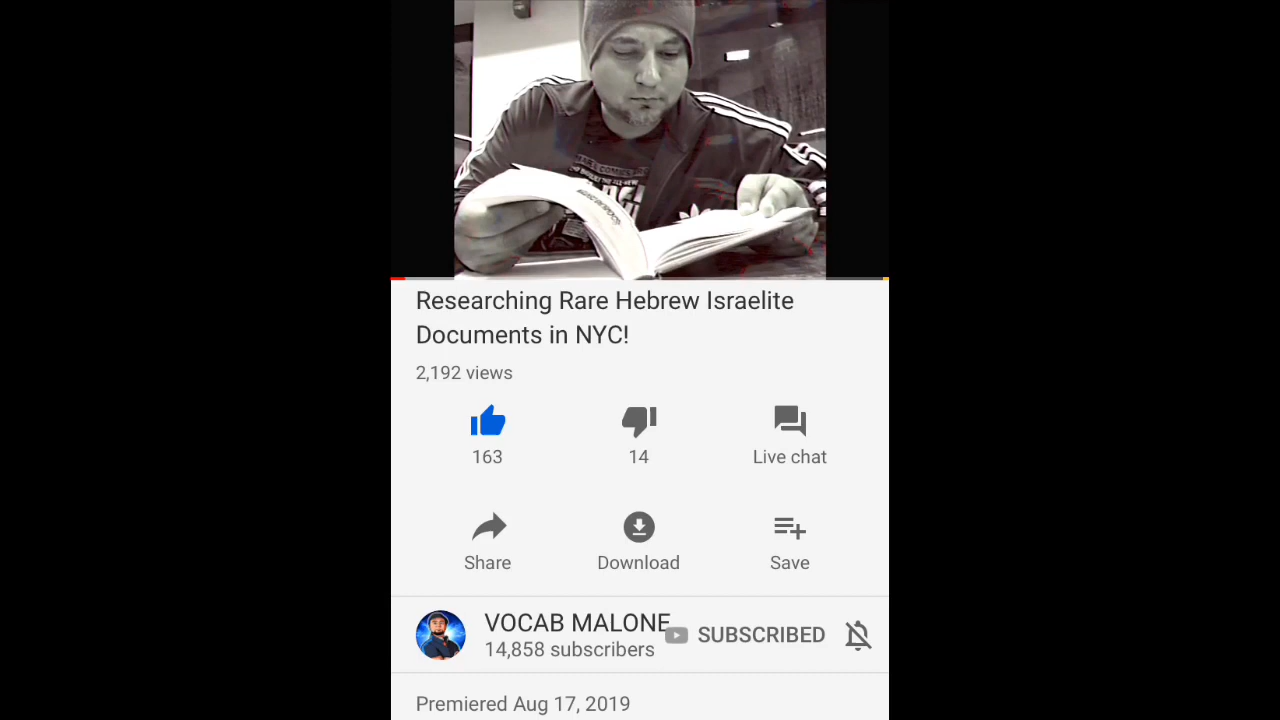 Researching Rare Hebrew Israelite
Documents in NYC!
2,192 views
163
14
Live chat
Share
Download
Save
VOCAB MALONE
14,858 subscribers
SUBSCRIBED
Premiered Aug 17, 2019